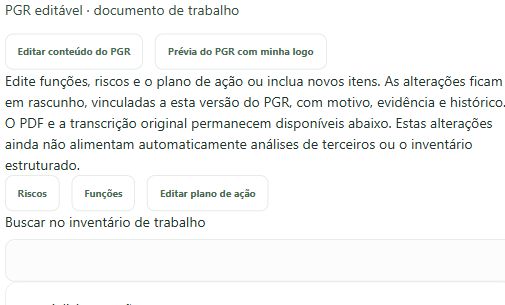 PGR editável · documento de trabalho
Editar conteúdo do PGR Prévia do PGR com minha logo
Edite funções, riscos e o plano de ação ou inclua novos itens. As alterações ficam
em rascunho, vinculadas a esta versão do PGR, com motivo, evidência e histórico.
O PDF e a transcrição original permanecem disponíveis abaixo. Estas alterações
ainda não alimentam automaticamente análises de terceiros ou o inventário
estruturado.
Riscos Funções Editar plano de ação
Buscar no inventário de trabalho